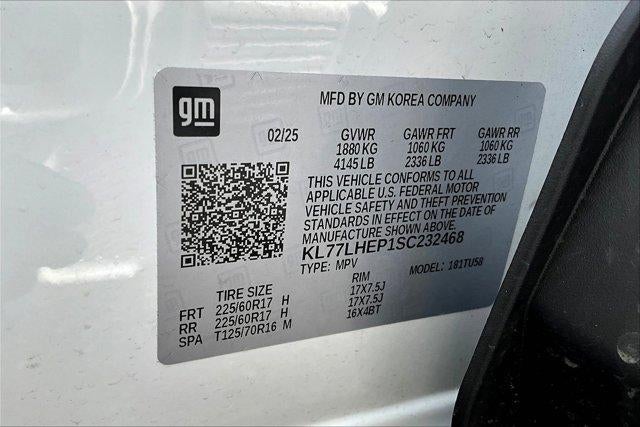 gm
MFD BY GM KOREA COMPANY
02/25 GVWR GAWR FRT GAWR RR
1880 KG 1060 KG 1060 KG
4145 LB 2336 LB 2336 LB
THIS VEHICLE CONFORMS TO ALL
APPLICABLE U.S. FEDERAL MOTOR
VEHICLE SAFETY AND THEFT PREVENTION
STANDARDS IN EFFECT ON THE DATE OF
MANUFACTURE SHOWN ABOVE.
KL77LHEP1SC232468
TYPE: MPV MODEL: 181TU58
TIRE SIZE RIM
FRT 225/60R17 H 17X7.5J
RR 225/60R17 H 17X7.5J
SPA T125/70R16 M 16X4BT